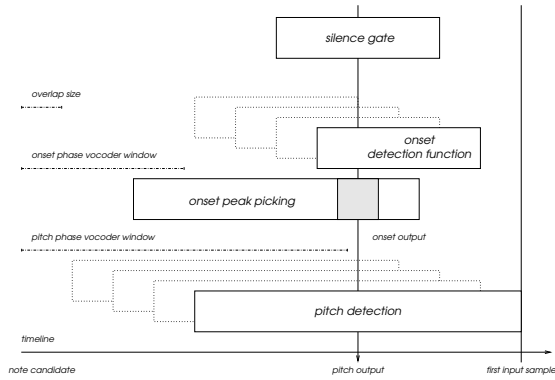 silence gate
overlap size
onset
detection function
onset phase vocoder window
onset peak picking
pitch phase vocoder window
onset output
pitch detection
timeline
note candidate
pitch output
first input sample